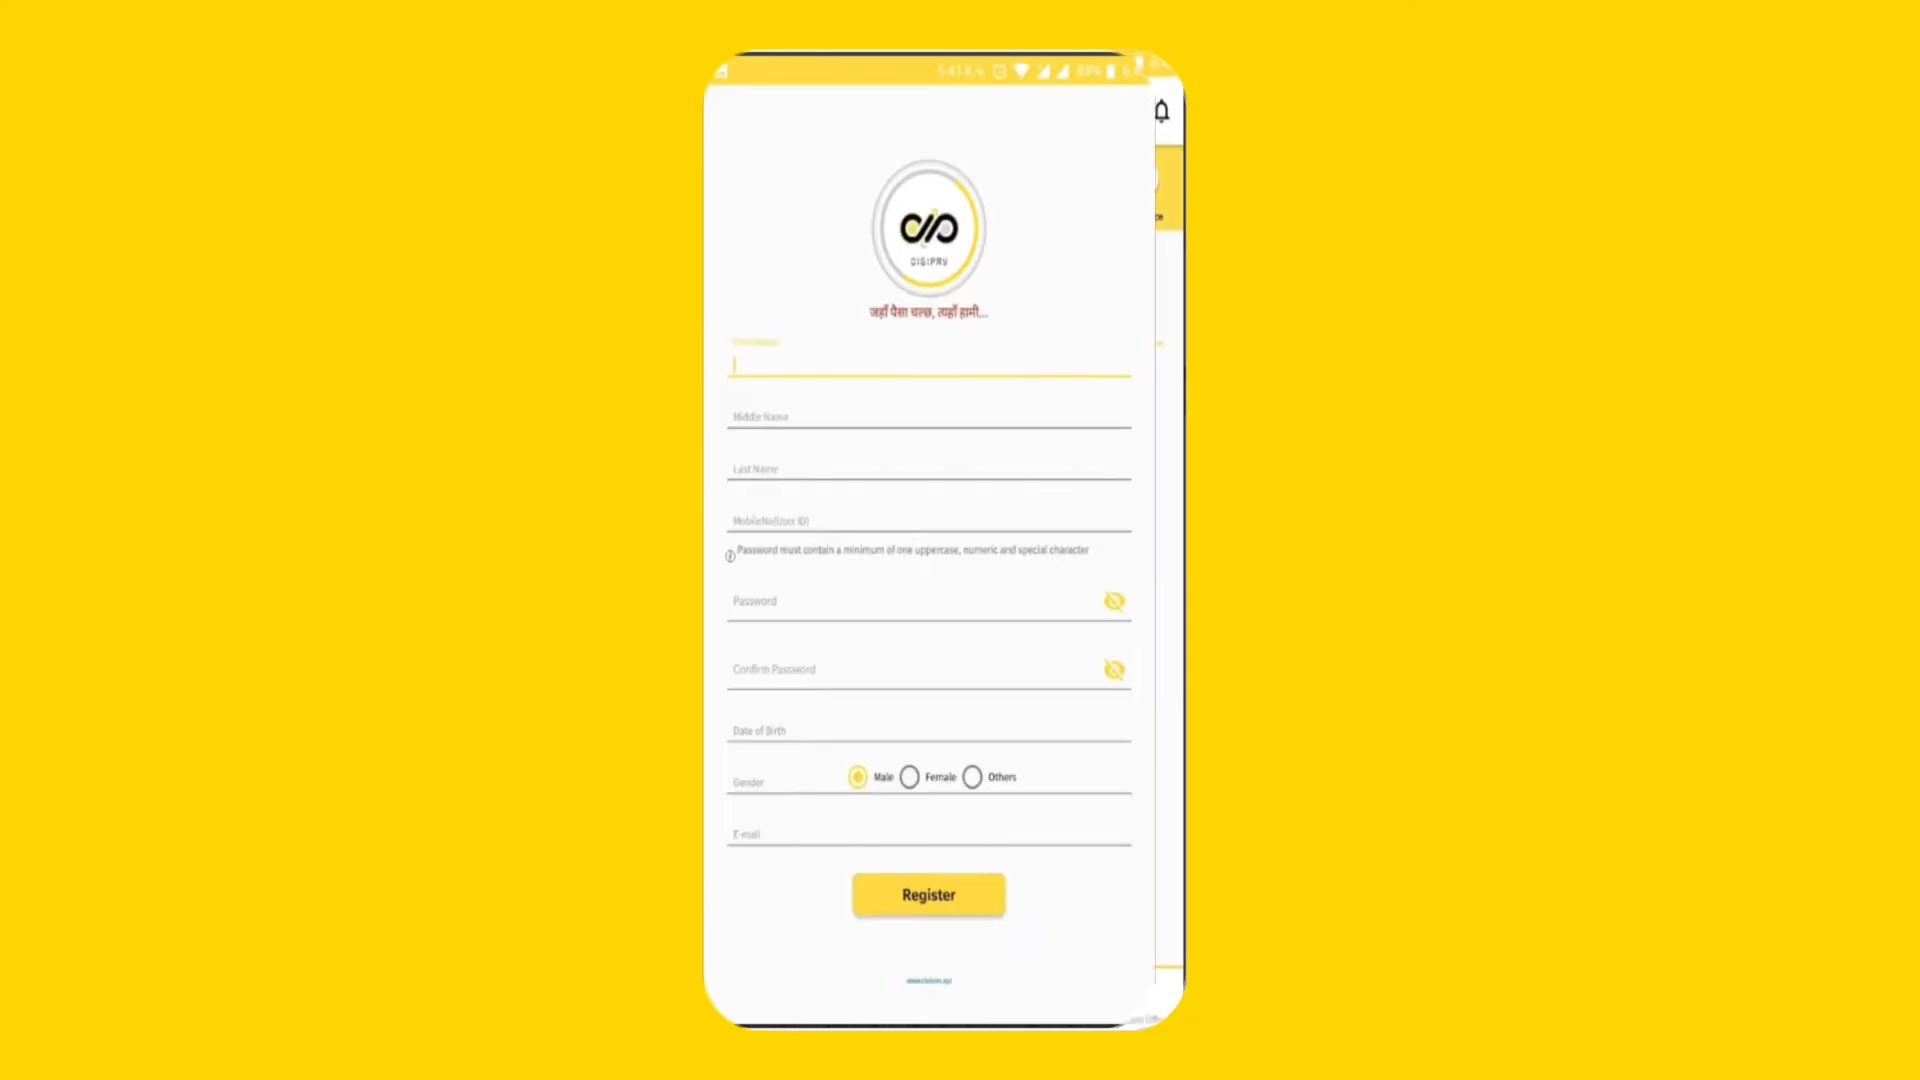 89%
DIGIPAY
जहाँ पैसा चल्छ, त्यहाँ हामी...
Middle Name
Last Name
MobileNo(User ID)
Password must contain a minimum of one uppercase, numeric and special character
Password
Confirm Password
Date of Birth
Gender Male Female Others
E-mail
Register